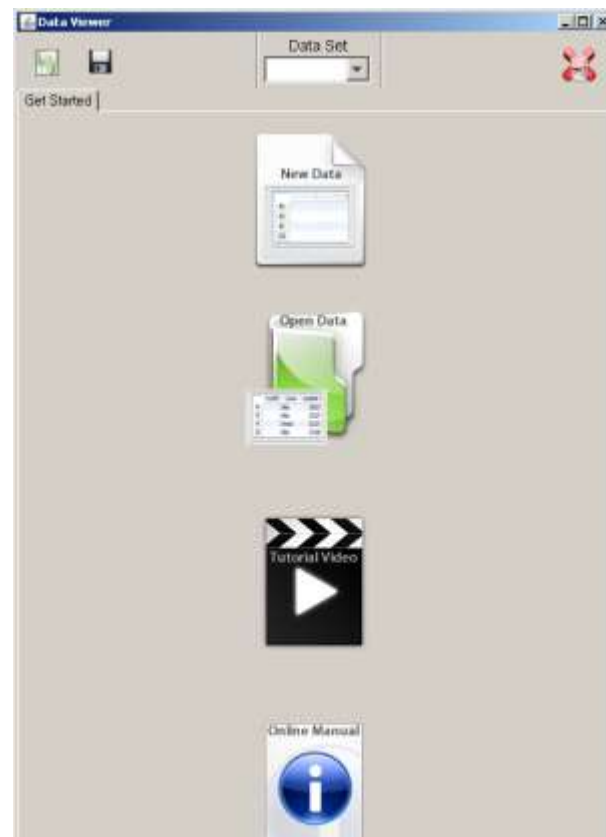 Data Viewer
Data Set
Get Started
New Data
Open Data
Tutorial Video
Online Manual